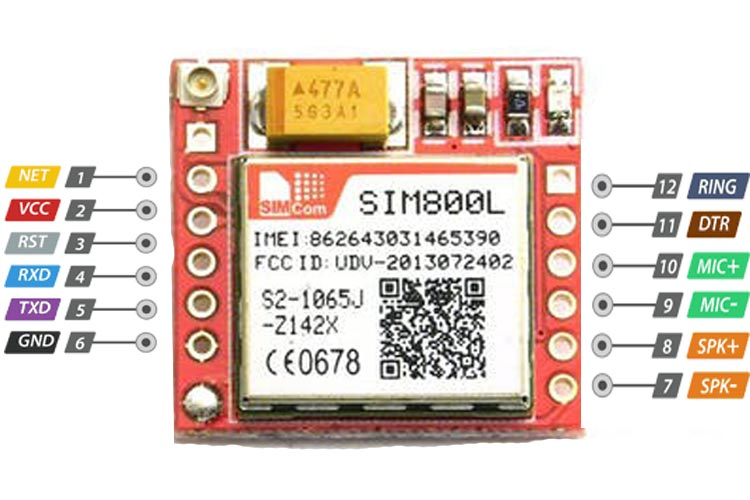 477A
5G3A1
NET 1
VCC 2
RST 3
RXD 4
TXD 5
GND 6
SIMCom
SIM800L
IMEI:862643031465390
FCC ID: UDV-2013072402
S2-1065J
-Z142X
CE0678
12 RING
11 DTR
10 MIC+
9 MIC-
8 SPK+
7 SPK-